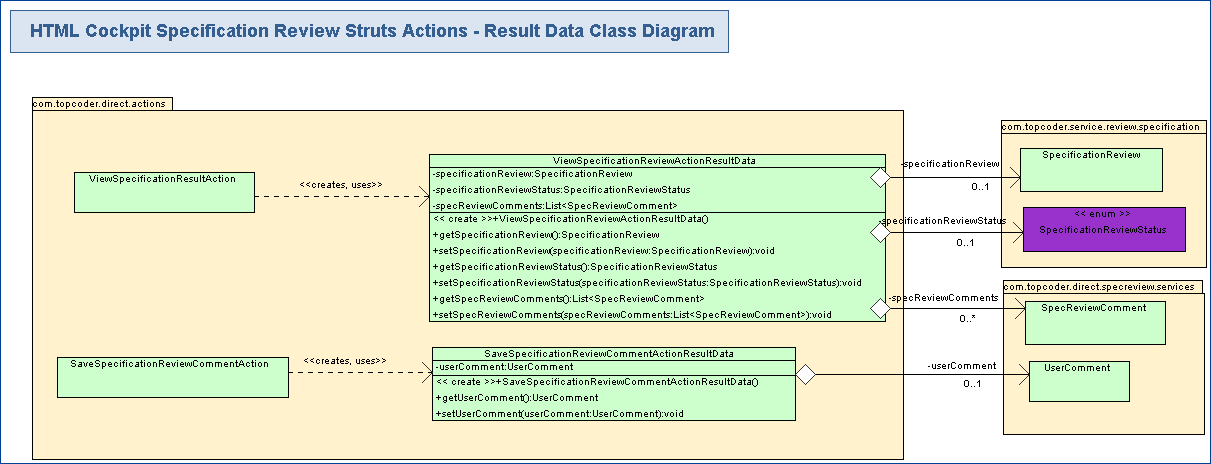 HTML Cockpit Specification Review Struts Actions - Result Data Class Diagram
com.topcoder.direct.actions
ViewSpecificationResultAction
<<creates, uses>>
ViewSpecificationReviewActionResultData
-specificationReview:SpecificationReview
-specificationReviewStatus:SpecificationReviewStatus
-specReviewComments:List<SpecReviewComment>
<< create >>+ViewSpecificationReviewActionResultData()
+getSpecificationReview():SpecificationReview
+setSpecificationReview(specificationReview:SpecificationReview):void
+getSpecificationReviewStatus():SpecificationReviewStatus
+setSpecificationReviewStatus(specificationReviewStatus:SpecificationReviewStatus):void
+getSpecReviewComments():List<SpecReviewComment>
+setSpecReviewComments(specReviewComments:List<SpecReviewComment>):void
-specificationReview
0..1
-specificationReviewStatus
0..1
-specReviewComments
0..*
com.topcoder.service.review.specification
SpecificationReview
<< enum >>
SpecificationReviewStatus
com.topcoder.direct.specreview.services
SpecReviewComment
UserComment
SaveSpecificationReviewCommentAction
<<creates, uses>>
SaveSpecificationReviewCommentActionResultData
-userComment:UserComment
<< create >>+SaveSpecificationReviewCommentActionResultData()
+getUserComment():UserComment
+setUserComment(userComment:UserComment):void
-userComment
0..1